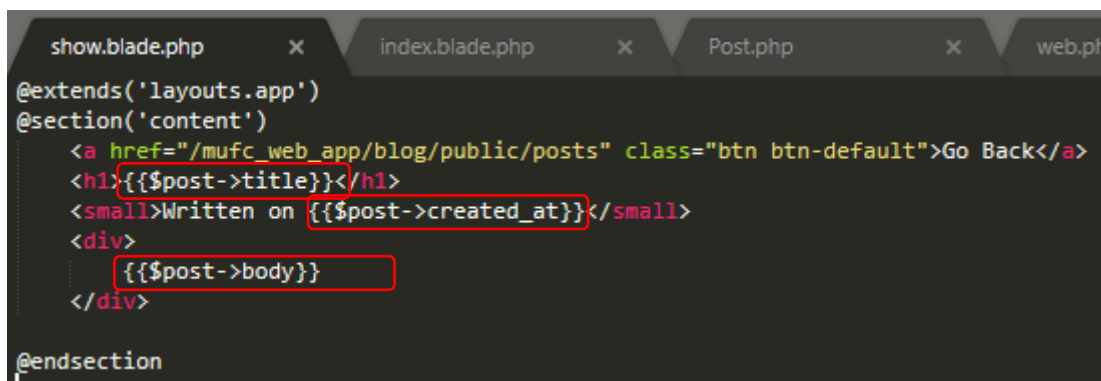 show.blade.php × index.blade.php × Post.php × web.ph
@extends('layouts.app')
@section('content')
<a href="/mufc_web_app/blog/public/posts" class="btn btn-default">Go Back</a>
<h1>{{$post->title}}</h1>
<small>Written on {{$post->created_at}}</small>
<div>
{{$post->body}}
</div>
@endsection